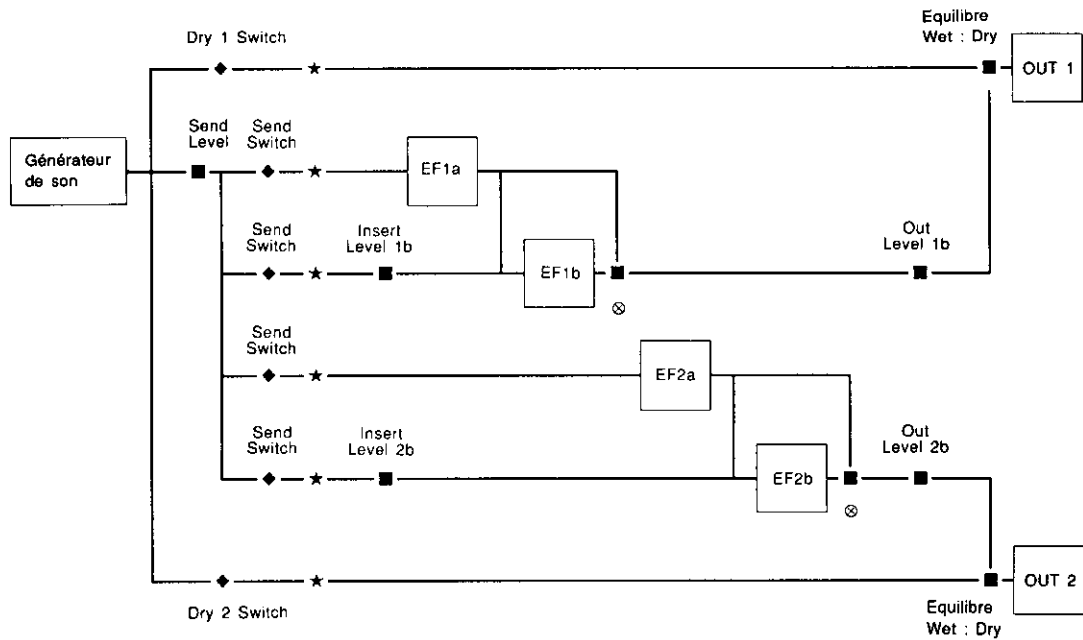 Equilibre
Wet : Dry
Dry 1 Switch
OUT 1
Send
Level
Send
Switch
Générateur
de son
EF1a
Send
Switch
Insert
Level 1b
Out
Level 1b
EF1b
Send
Switch
EF2a
Send
Switch
Insert
Level 2b
Out
Level 2b
EF2b
OUT 2
Dry 2 Switch
Equilibre
Wet : Dry